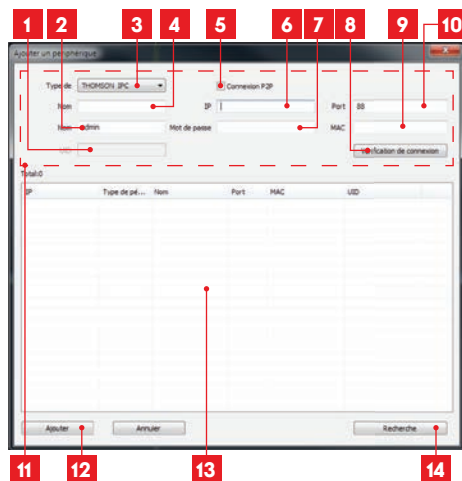 1 2 3 4 5 6 7 8 9 10
Ajouter un périphérique
Type de THOMSON IPC Connexion P2P
Nom IP Port 88
Nom admin Mot de passe MAC
UID Vérification de connexion
Total:0
IP Type de pé... Nom Port MAC UID
Ajouter Annuler Recherche
11 12 13 14